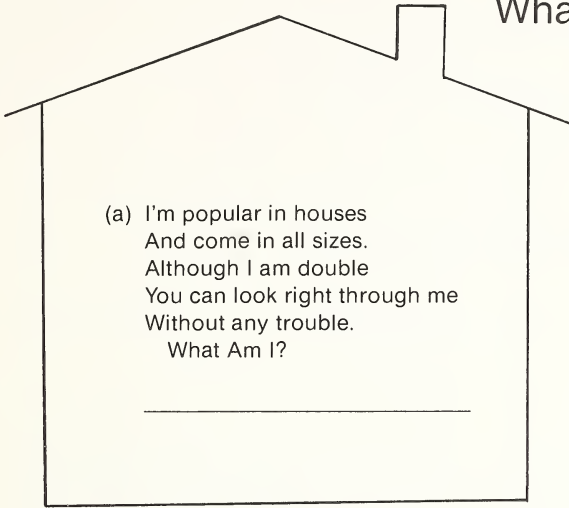 Wha
(a) I'm popular in houses
And come in all sizes.
Although I am double
You can look right through me
Without any trouble.
What Am I?